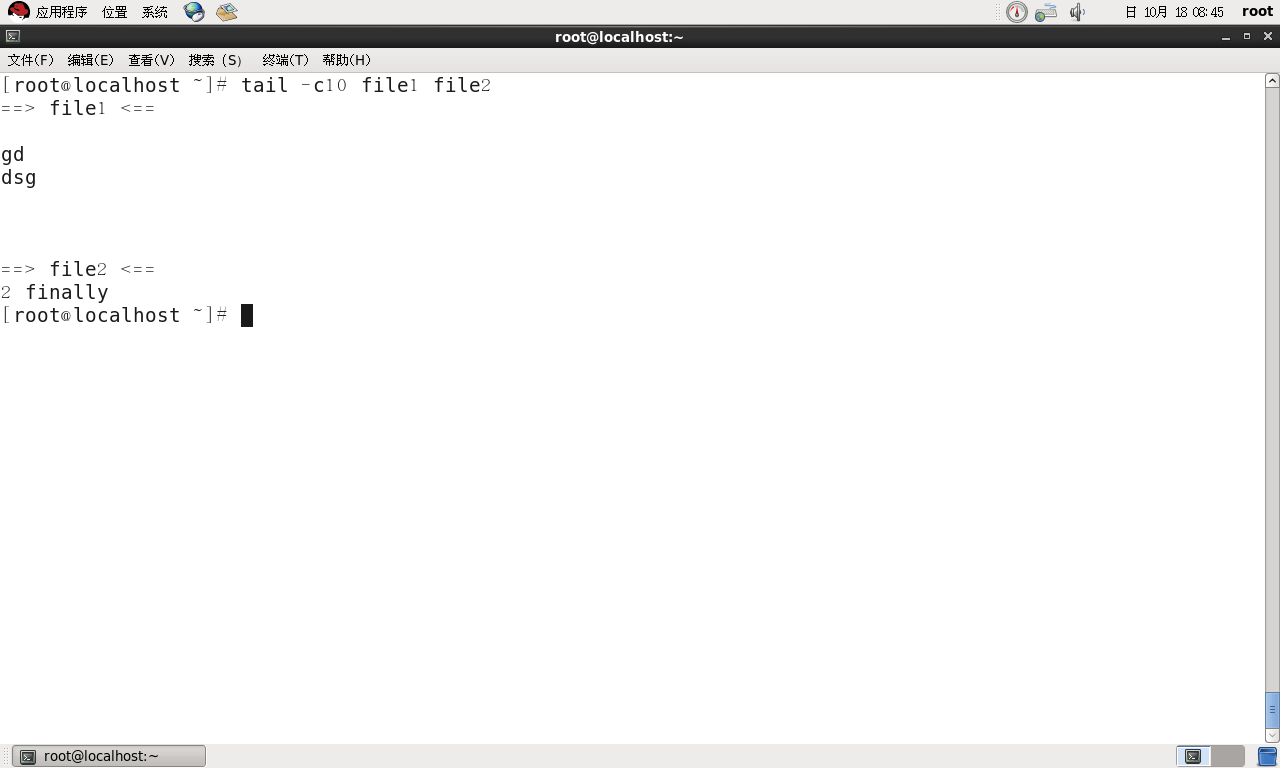 应用程序 位置 系统 日 10月 18 08:45 root
root@localhost:~
文件(F) 编辑(E) 查看(V) 搜索 (S) 终端(T) 帮助(H)
[root@localhost ~]# tail -c10 file1 file2
==> file1 <==
gd
dsg
==> file2 <==
2 finally
[root@localhost ~]#
root@localhost:~